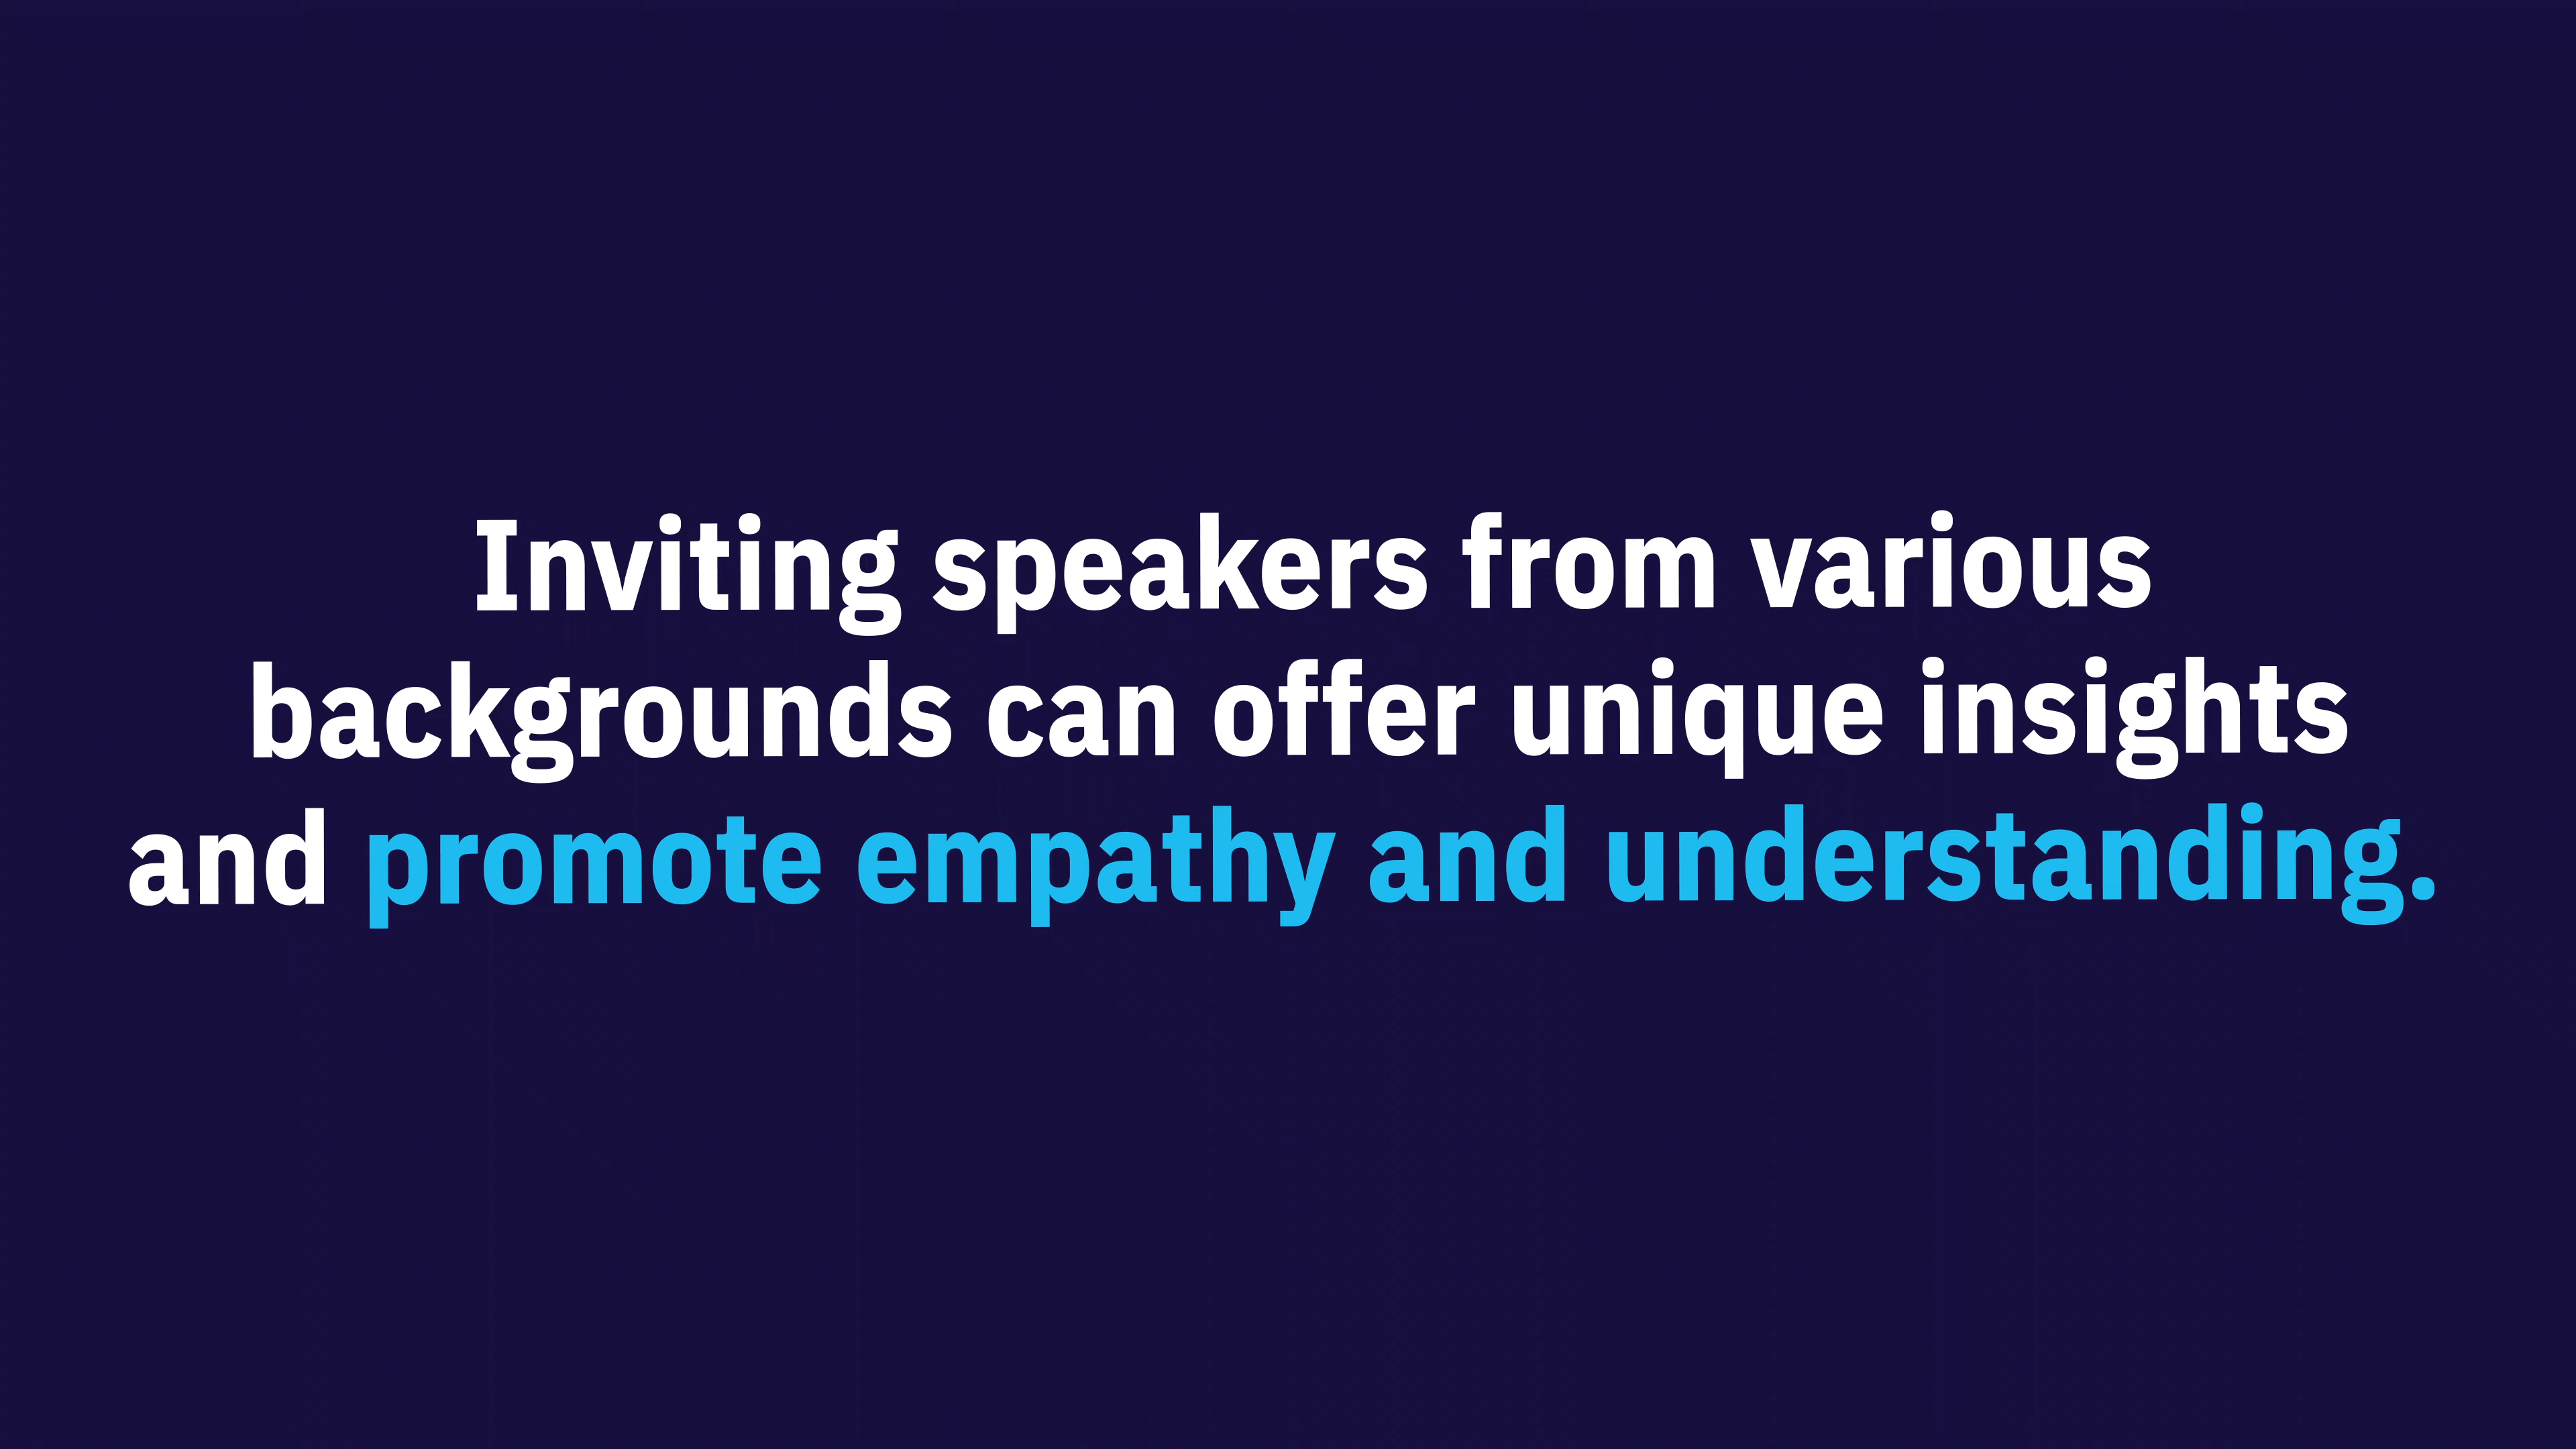 Inviting speakers from various
backgrounds can offer unique insights
and promote empathy and understanding.